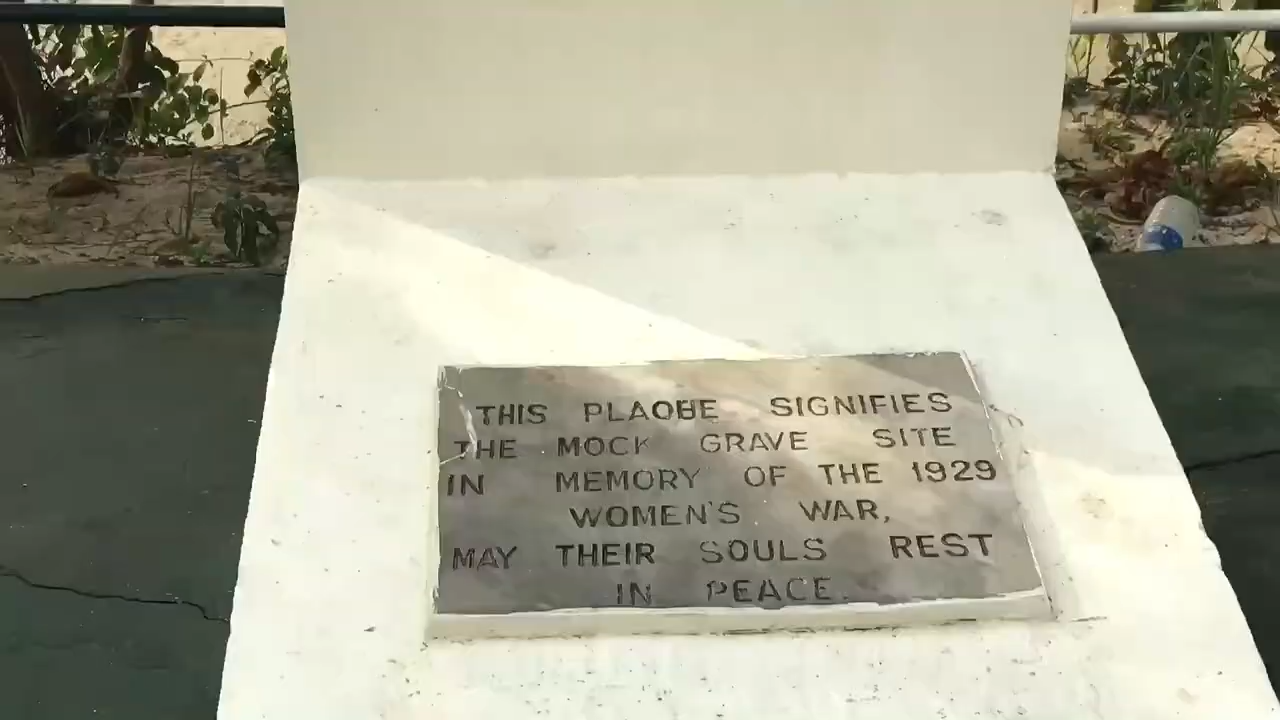 THIS PLAOBE SIGNIFIES
THE MOCK GRAVE SITE
IN MEMORY OF THE 1929
WOMEN'S WAR,
MAY THEIR SOULS REST
IN PEACE.